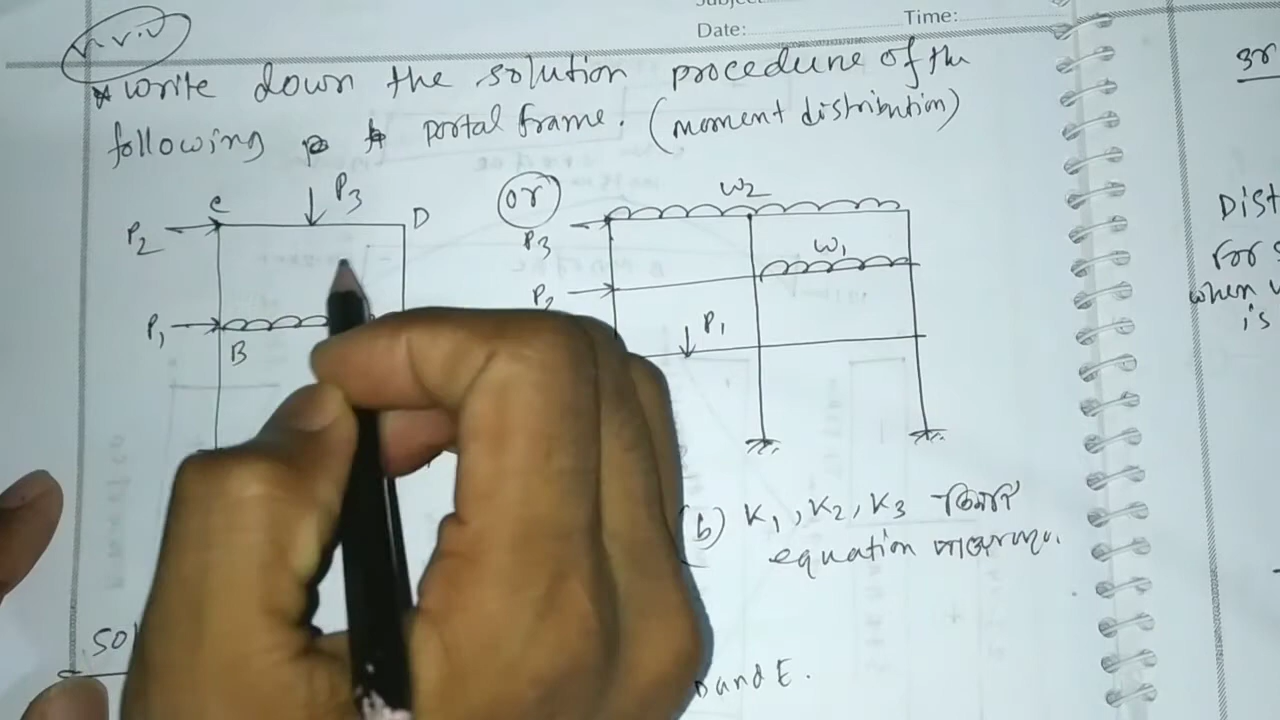 Date: Time:
v.v.i
* write down the solution procedure of the
following portal frame. (moment distribution)
or
P2 C P3 D
P1 B
P3 w2
P2 w1
P1
(b) K1, K2, K3
equation
Sol
D and E.
Dist
for
when
is